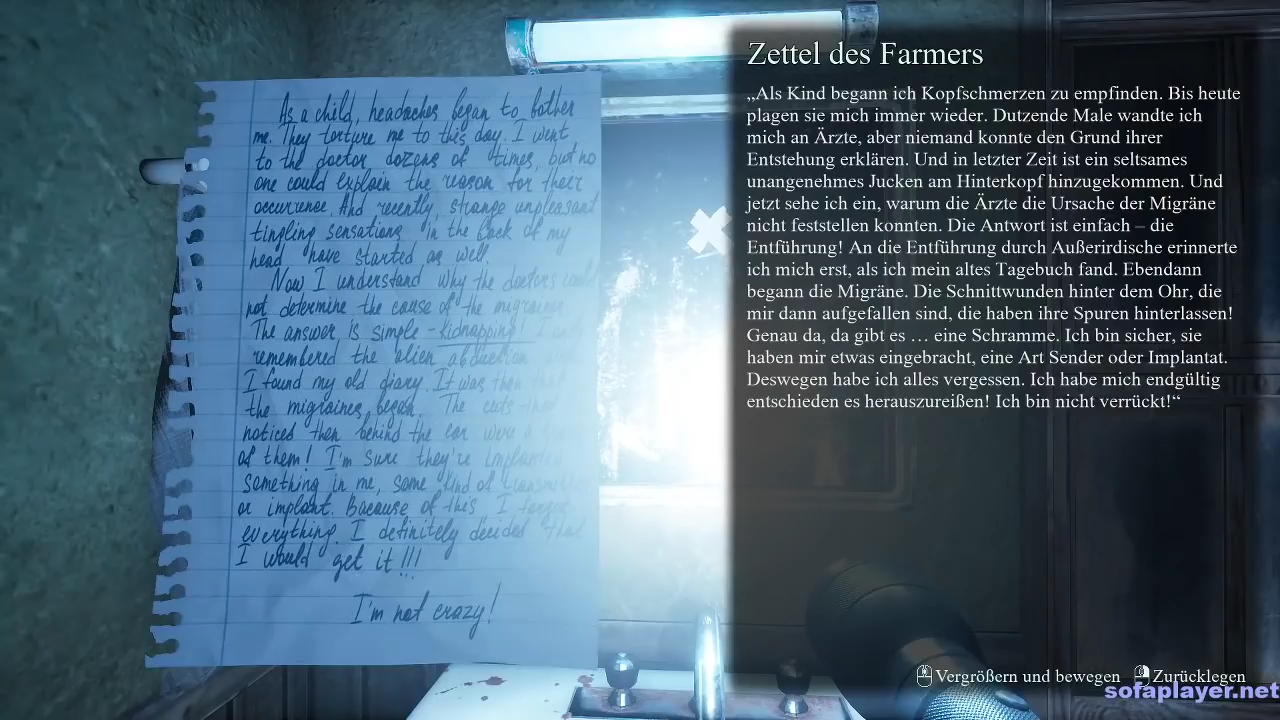 As a child, headaches began to bother
me. They torture me to this day. I went
to the doctor dozens of times, but no
one could explain the reason for their
occurrence. And recently, strange unpleasant
tingling sensations in the back of my
head have started as well.
Now I understand why the doctors could
not determine the cause of the migraines
The answer is simple - kidnapping! I
remembered the alien abduction
I found my old diary. It was then that
the migraines began. The cuts that
noticed then behind the ear were a
of them! I'm sure they're implanted
something in me, some kind of
or implant. Bacause of this I forgot
everything. I definitely decided that
I would get it!!!
I'm not crazy!
Zettel des Farmers
„Als Kind begann ich Kopfschmerzen zu empfinden. Bis heute
plagen sie mich immer wieder. Dutzende Male wandte ich
mich an Ärzte, aber niemand konnte den Grund ihrer
Entstehung erklären. Und in letzter Zeit ist ein seltsames
unangenehmes Jucken am Hinterkopf hinzugekommen. Und
jetzt sehe ich ein, warum die Ärzte die Ursache der Migräne
nicht feststellen konnten. Die Antwort ist einfach – die
Entführung! An die Entführung durch Außerirdische erinnerte
ich mich erst, als ich mein altes Tagebuch fand. Ebendann
begann die Migräne. Die Schnittwunden hinter dem Ohr, die
mir dann aufgefallen sind, die haben ihre Spuren hinterlassen!
Genau da, da gibt es … eine Schramme. Ich bin sicher, sie
haben mir etwas eingebracht, eine Art Sender oder Implantat.
Deswegen habe ich alles vergessen. Ich habe mich endgültig
entschieden es herauszureißen! Ich bin nicht verrückt!“
Vergrößern und bewegen Zurücklegen
sofaplayer.net